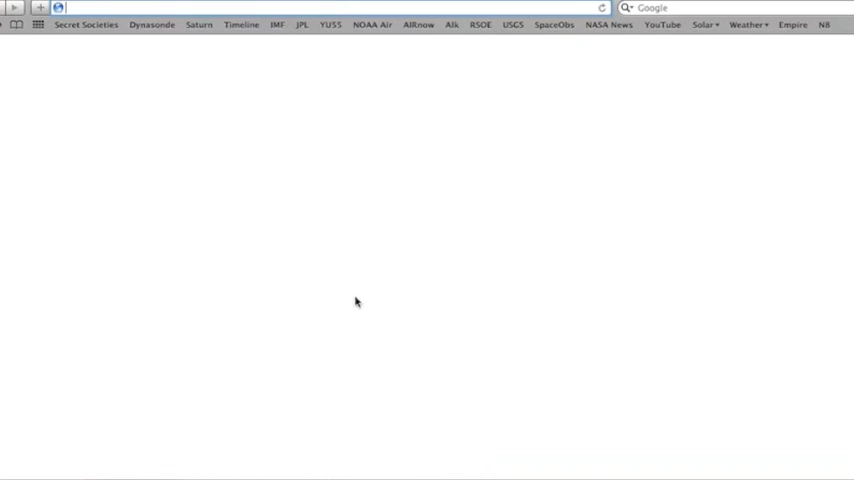 Google
Secret Societies Dynasonde Saturn Timeline IMF JPL YU55 NOAA Air AIRnow Alk RSOE USGS SpaceObs NASA News YouTube Solar Weather Empire N8